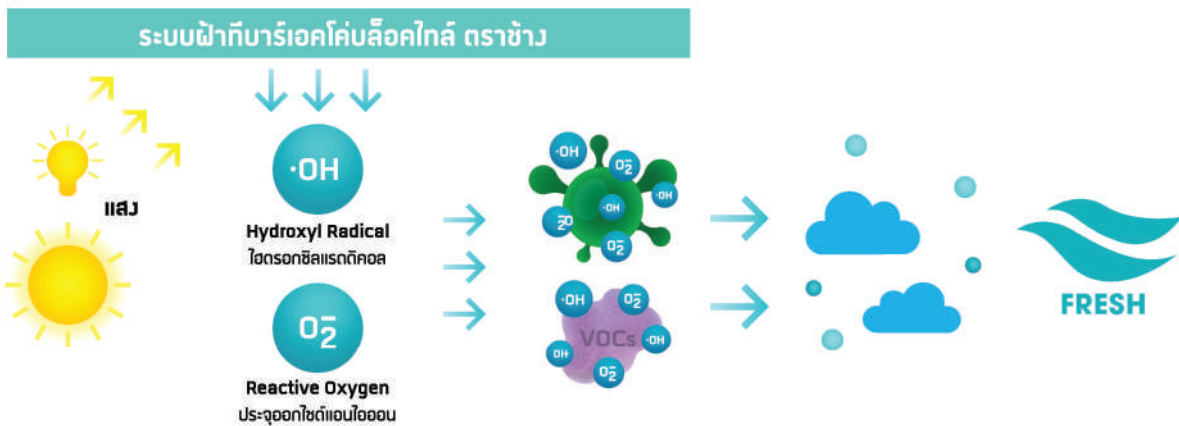 ระบบฝ้าทีบาร์เอคโค่บล็อคไทล์ ตราช้าง
แสง
·OH
Hydroxyl Radical
ไฮดรอกซิลแรดดิคอล
O₂⁻
Reactive Oxygen
ประจุออกไซด์แอนไอออน
·OH
O₂⁻
·OH
·OH
O₂⁻
O₂⁻
·OH
O₂⁻
VOCs
·OH
OH·
O₂⁻
FRESH